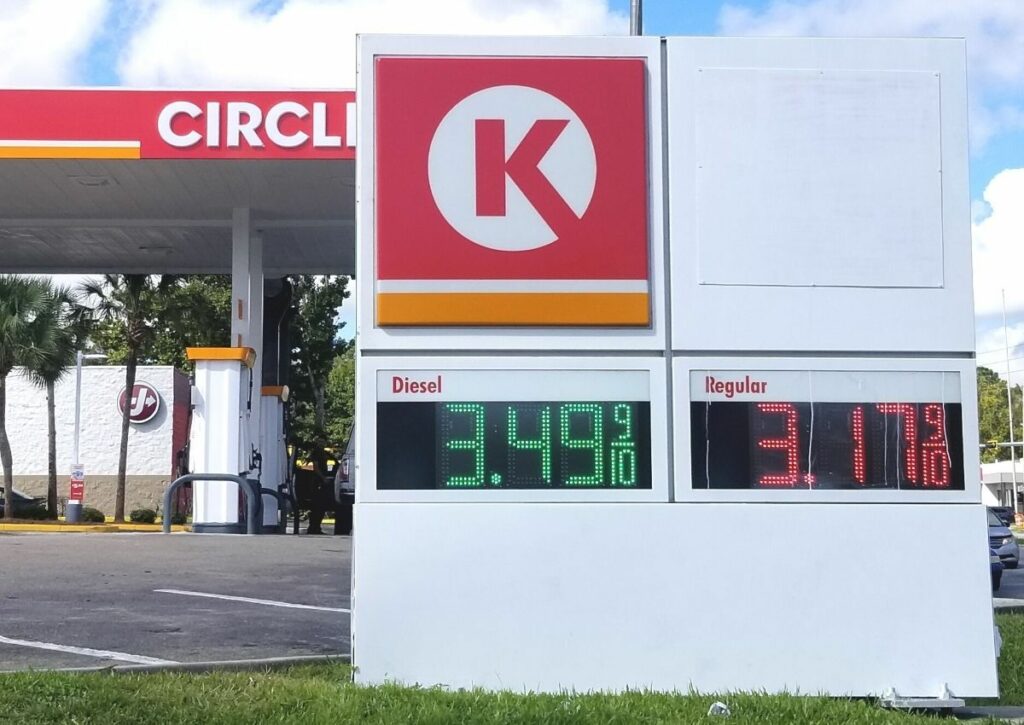 CIRCL
K
Diesel
Regular
3.49 9/10
3.17 9/10